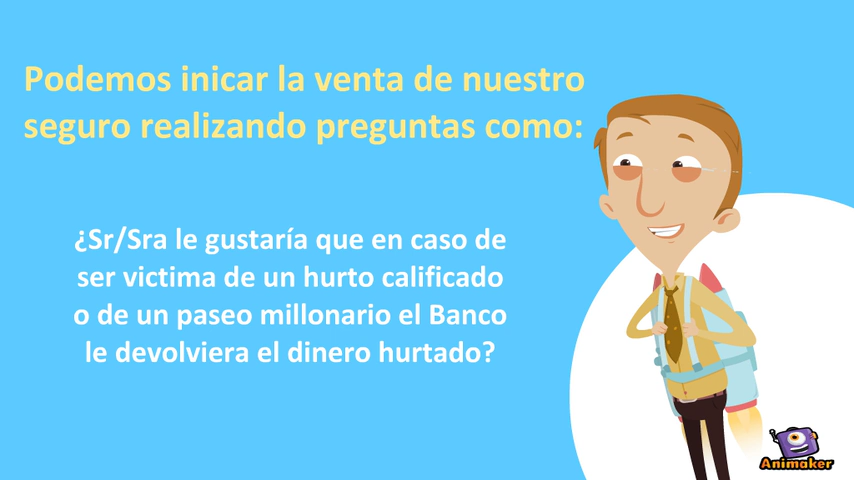 Podemos inicar la venta de nuestro
seguro realizando preguntas como:
¿Sr/Sra le gustaría que en caso de
ser victima de un hurto calificado
o de un paseo millonario el Banco
le devolviera el dinero hurtado?
Animaker